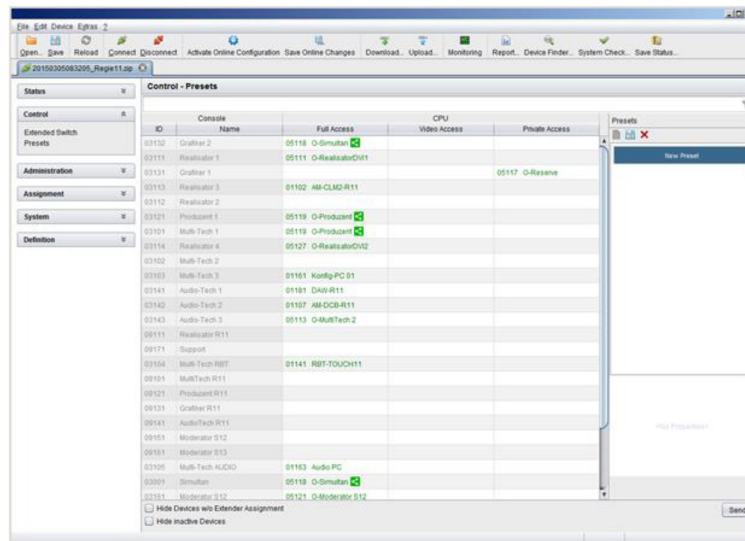 File Edit Device Extras ?
Open... Save Reload Connect Disconnect Activate Online Configuration Save Online Changes Download... Upload... Monitoring Report... Device Finder... System Check... Save Status...
20150305083205_Regie11.zip
Status
Control
Extended Switch
Presets
Administration
Assignment
System
Definition
Control - Presets
Console CPU
ID Name Full Access Video Access Private Access
03132 Grafiker 2 05118 O-Simultan
03111 Realisator 1 05111 O-RealisatorDVI1
03131 Grafiker 1 05117 O-Reserve
03113 Realisator 3 01102 AM-CLM2-R11
03112 Realisator 2
03121 Produzent 1 05119 O-Produzent
03101 Multi-Tech 1 05119 O-Produzent
03114 Realisator 4 05127 O-RealisatorDVI2
03102 Multi-Tech 2
03103 Multi-Tech 3 01161 Konfig-PC 01
03141 Audio-Tech 1 01181 DAW-R11
03142 Audio-Tech 2 01107 AM-DCB-R11
03143 Audio-Tech 3 05113 O-MultiTech 2
09111 Realisator R11
09171 Support
03104 Multi-Tech RBT 01141 RBT-TOUCH11
09101 MultiTech R11
09121 Produzent R11
09131 Grafiker R11
09141 AudioTech R11
09151 Moderator S12
09161 Moderator S13
03105 Multi-Tech AUDIO 01163 Audio PC
03001 Simultan 05118 O-Simultan
03161 Moderator S12 05121 O-Moderator S12
Hide Devices w/o Extender Assignment
Hide inactive Devices
Presets
New Preset
<No Properties>
Send